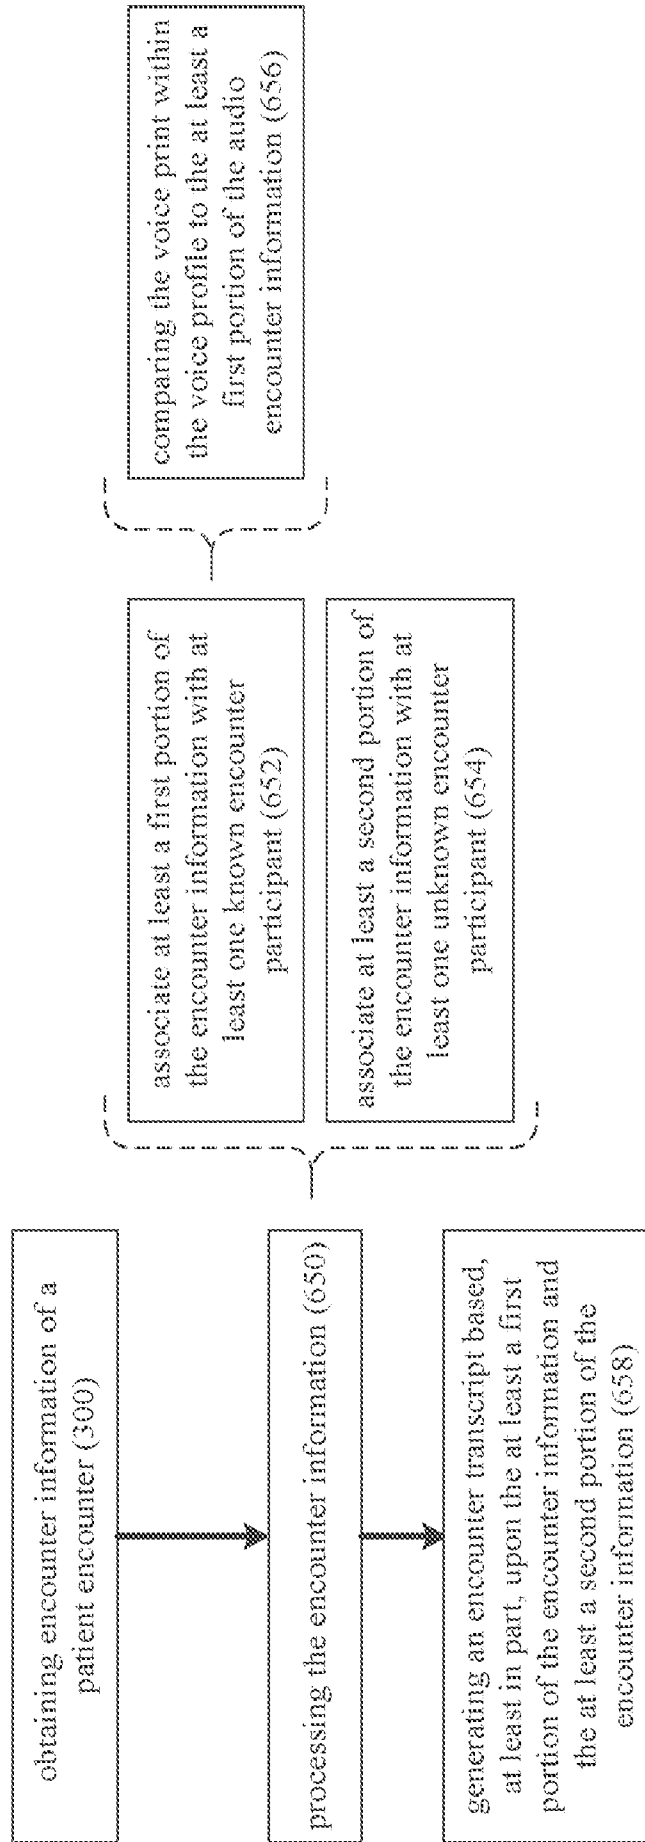 obtaining encounter information of a
patient encounter (300)
processing the encounter information (650)
generating an encounter transcript based,
at least in part, upon the at least a first
portion of the encounter information and
the at least a second portion of the
encounter information (658)
associate at least a first portion of
the encounter information with at
least one known encounter
participant (652)
associate at least a second portion of
the encounter information with at
least one unknown encounter
participant (654)
comparing the voice print within
the voice profile to the at least a
first portion of the audio
encounter information (656)